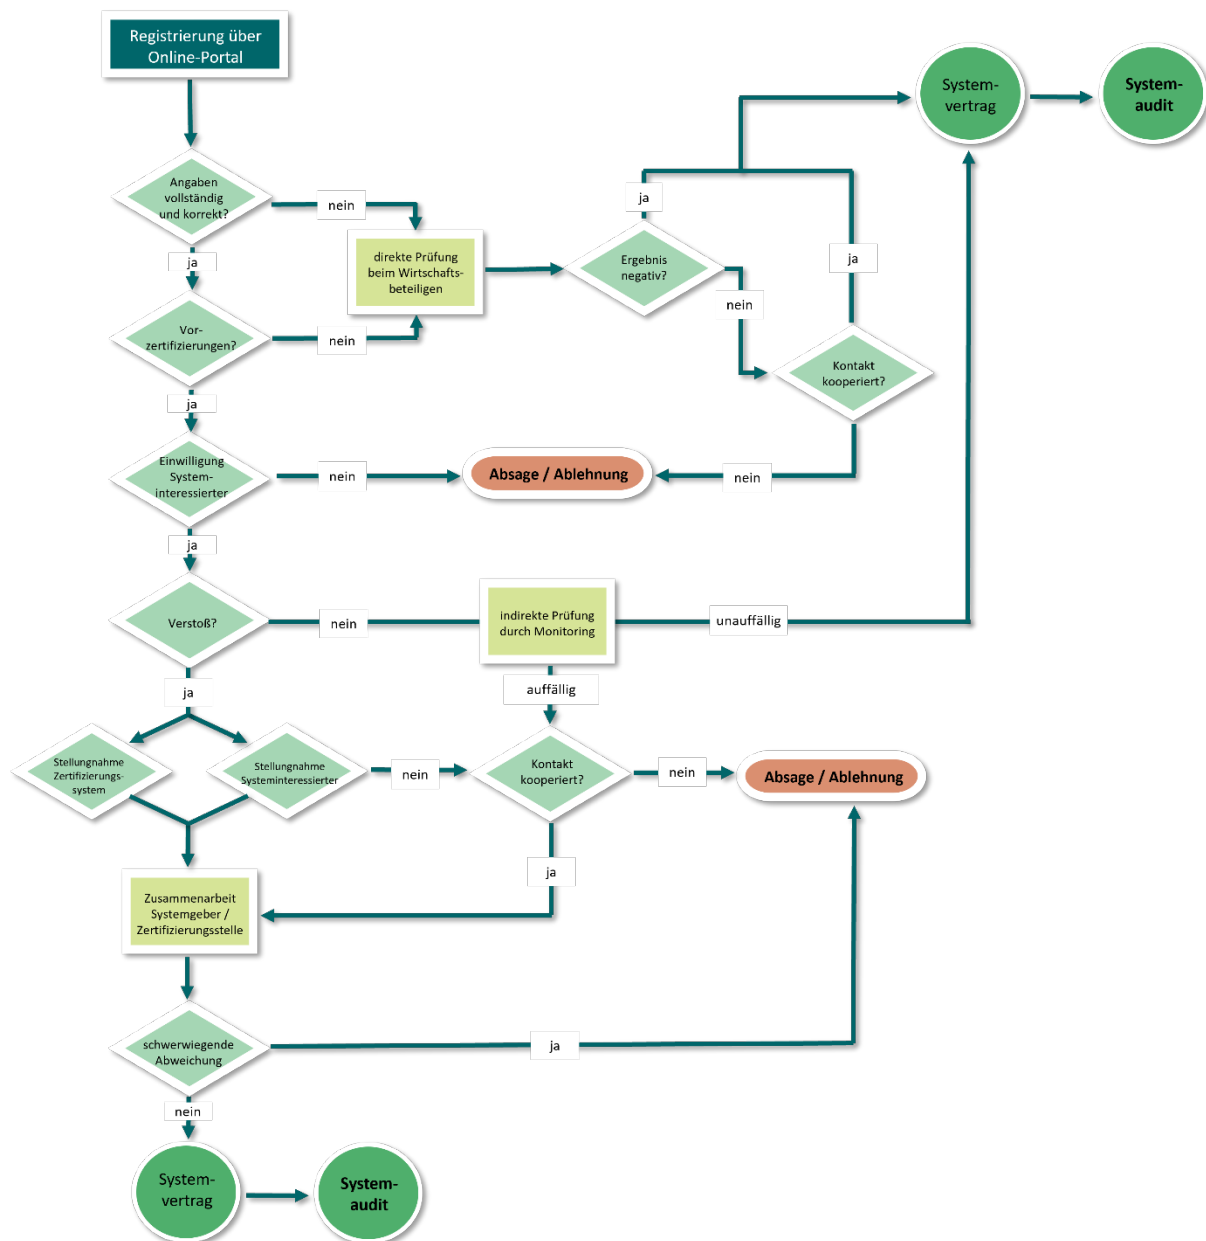 Registrierung über
Online-Portal
System-
vertrag
System-
audit
Angaben
vollständig
und korrekt?
nein
ja
ja
direkte Prüfung
beim Wirtschafts-
beteiligen
Ergebnis
negativ?
ja
nein
Vor-
zertifizierungen?
nein
Kontakt
kooperiert?
ja
Einwilligung
System-
interessierter
nein
Absage / Ablehnung
nein
ja
Verstoß?
nein
indirekte Prüfung
durch Monitoring
unauffällig
ja
auffällig
Stellungnahme
Zertifizierungs-
system
Stellungnahme
Systeminteressierter
nein
Kontakt
kooperiert?
nein
Absage / Ablehnung
ja
Zusammenarbeit
Systemgeber /
Zertifizierungsstelle
schwerwiegende
Abweichung
ja
nein
System-
vertrag
System-
audit